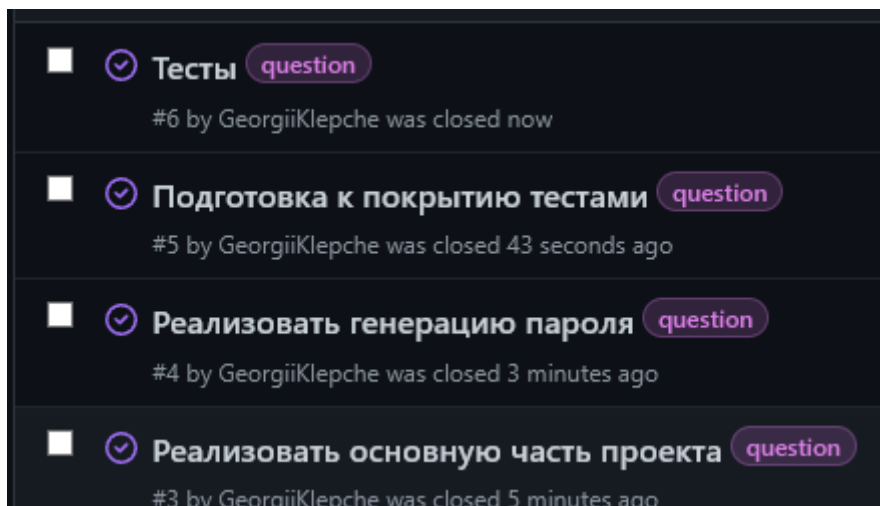 Тесты question
#6 by GeorgiiKlepche was closed now
Подготовка к покрытию тестами question
#5 by GeorgiiKlepche was closed 43 seconds ago
Реализовать генерацию пароля question
#4 by GeorgiiKlepche was closed 3 minutes ago
Реализовать основную часть проекта question
#3 by GeorgiiKlepche was closed 5 minutes ago